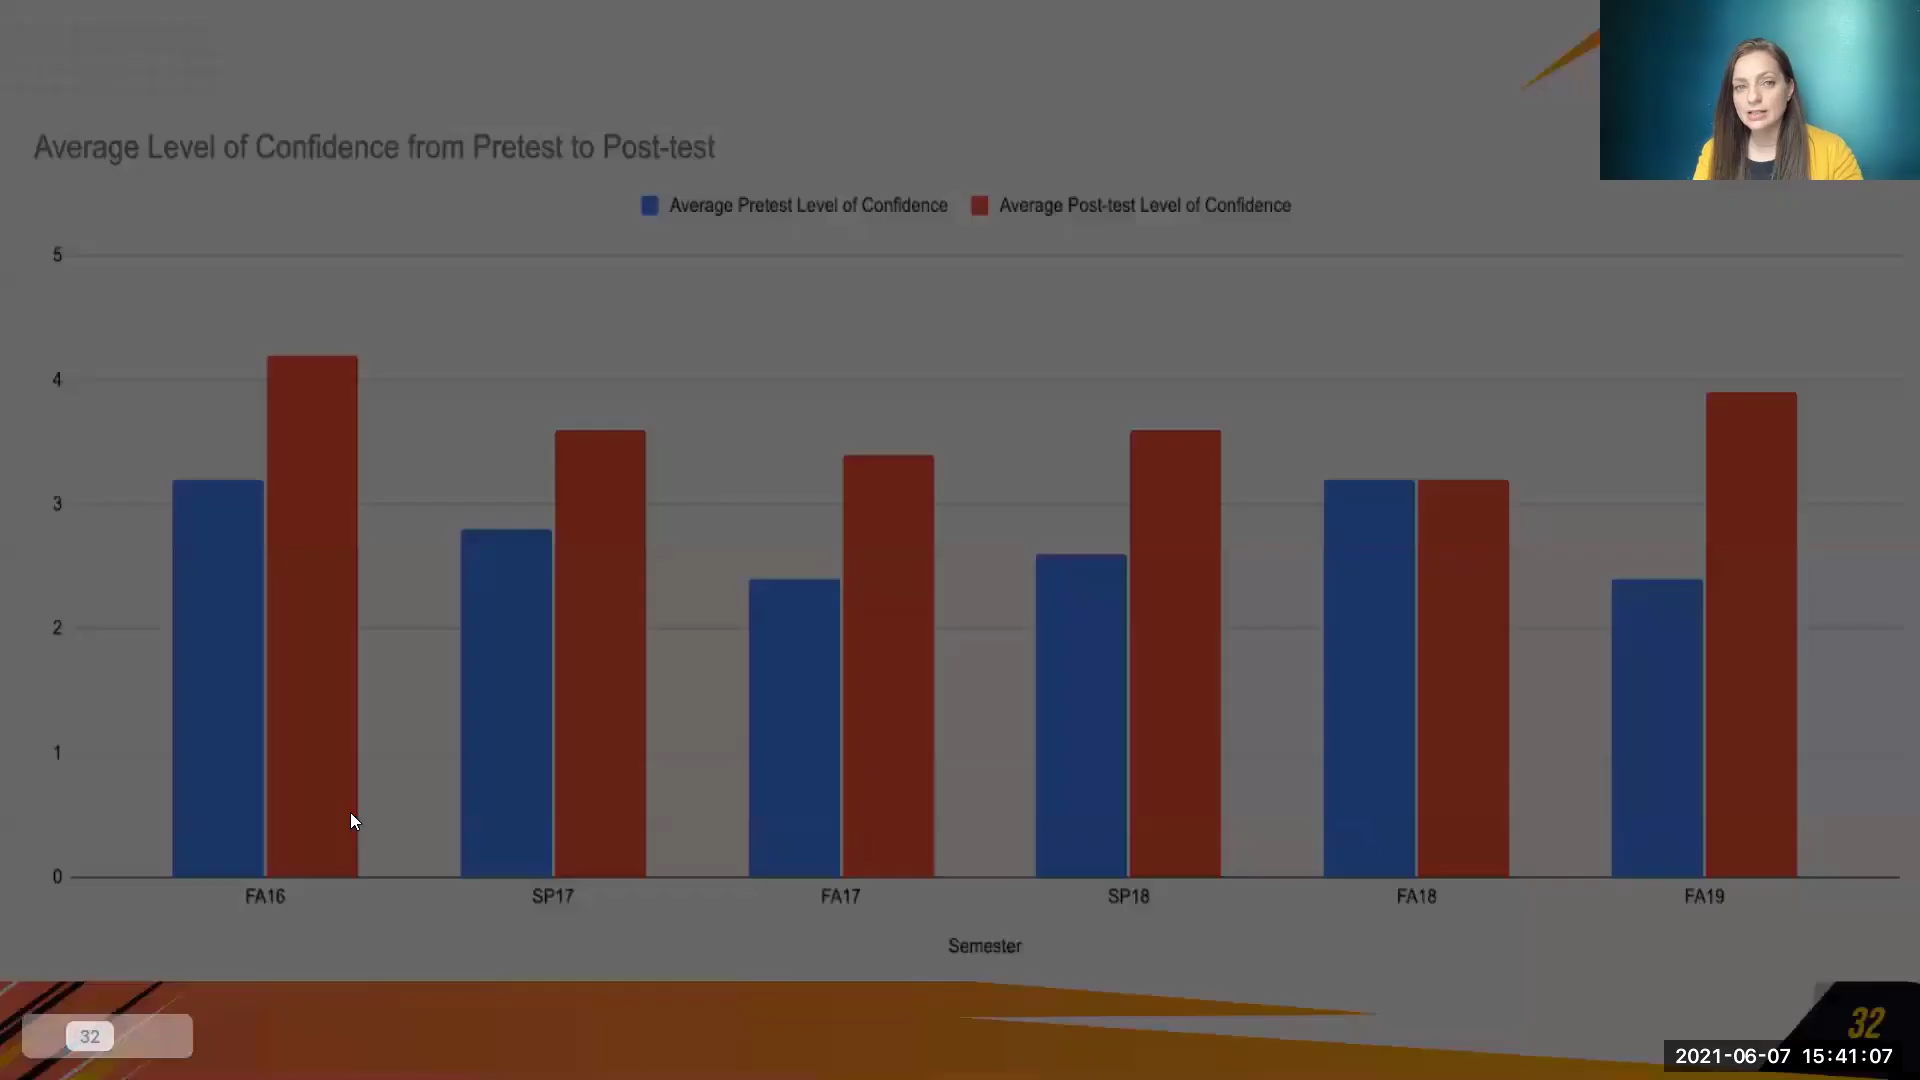 Average Level of Confidence from Pretest to Post-test
Average Pretest Level of Confidence Average Post-test Level of Confidence
5
4
3
2
1
0
FA16 SP17 FA17 SP18 FA18 FA19
Semester
32
32
2021-06-07 15:41:07